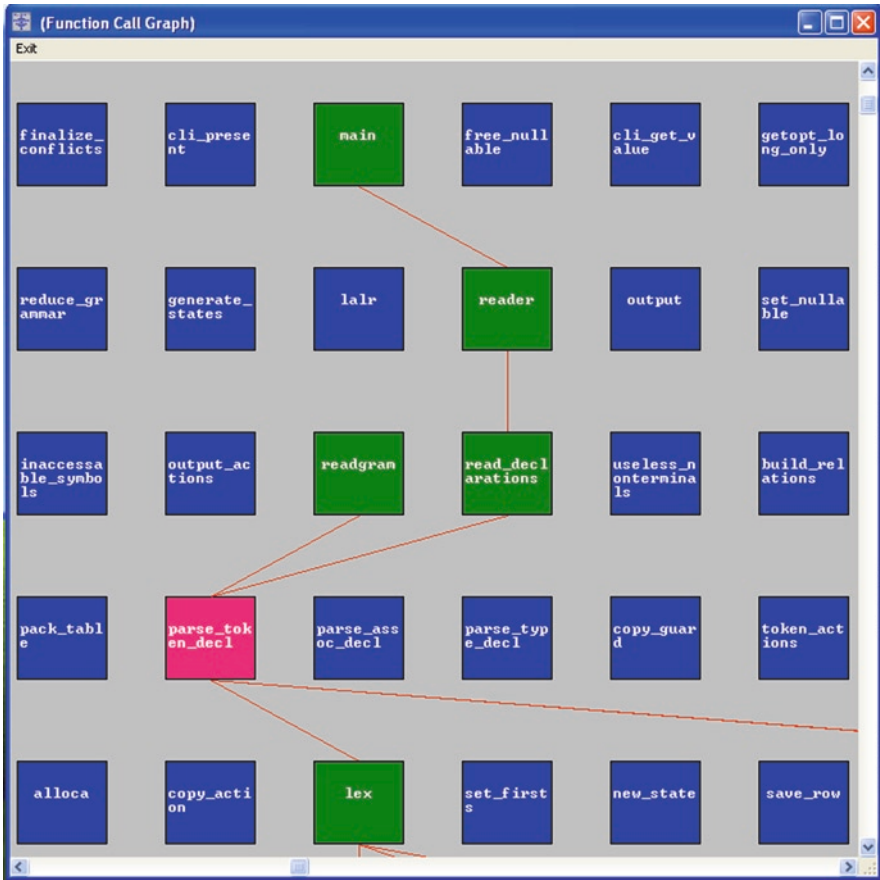 (Function Call Graph)
Exit
finalize_
conflicts
cli_prese
nt
main
free_null
able
cli_get_v
alue
getopt_lo
ng_only
reduce_gr
ammar
generate_
states
lalr
reader
output
set_nulla
ble
inaccessa
ble_symbo
ls
output_ac
tions
readgram
read_decl
arations
useless_n
ontermina
ls
build_rel
ations
pack_tabl
e
parse_tok
en_decl
parse_ass
oc_decl
parse_typ
e_decl
copy_guar
d
token_act
ions
alloca
copy_acti
on
lex
set_first
s
new_state
save_row